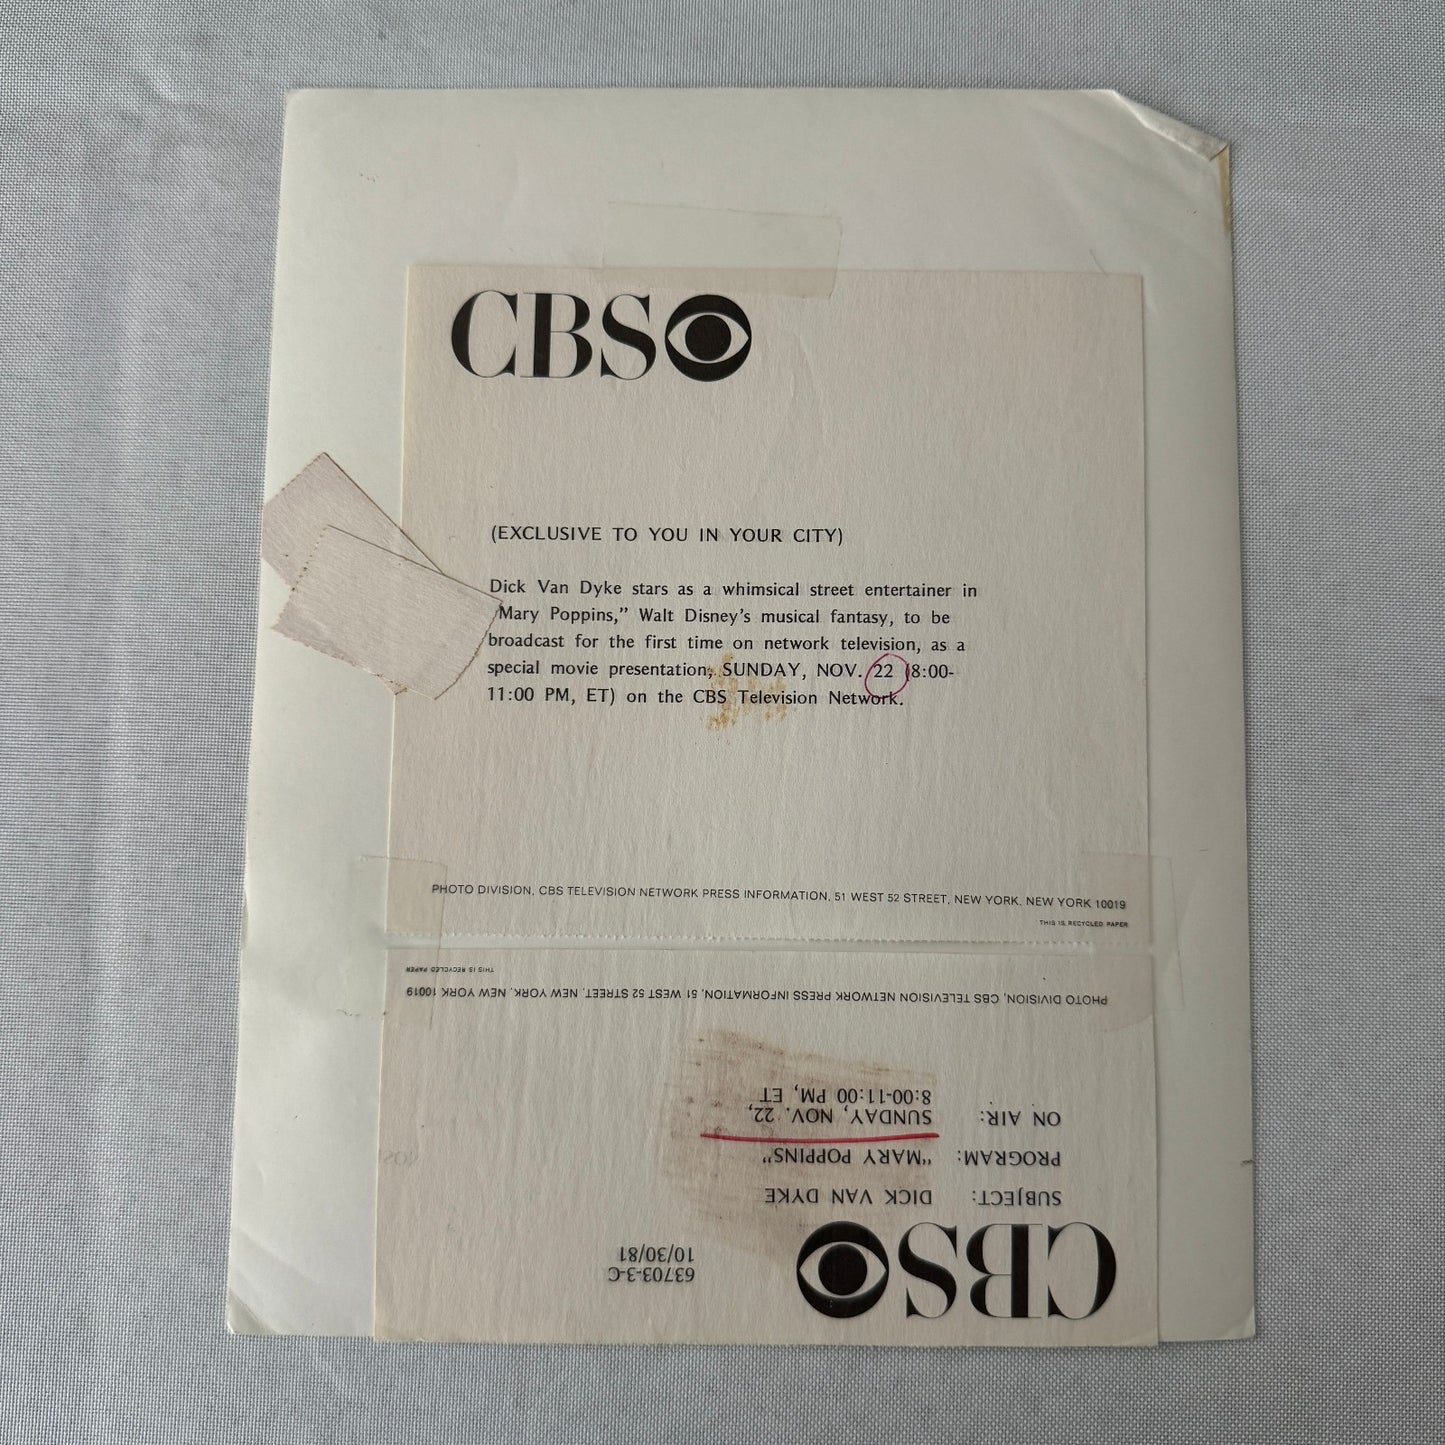 CBS
(EXCLUSIVE TO YOU IN YOUR CITY)
Dick Van Dyke stars as a whimsical street entertainer in
"Mary Poppins," Walt Disney's musical fantasy, to be
broadcast for the first time on network television, as a
special movie presentation, SUNDAY, NOV. 22 (8:00-
11:00 PM, ET) on the CBS Television Network.
PHOTO DIVISION, CBS TELEVISION NETWORK PRESS INFORMATION, 51 WEST 52 STREET, NEW YORK, NEW YORK 10019
THIS IS RECYCLED PAPER
CBS
63703-3-C
10/30/81
SUBJECT: DICK VAN DYKE
PROGRAM: "MARY POPPINS"
ON AIR: SUNDAY, NOV. 22,
8:00-11:00 PM, ET
PHOTO DIVISION, CBS TELEVISION NETWORK PRESS INFORMATION, 51 WEST 52 STREET, NEW YORK, NEW YORK 10019
THIS IS RECYCLED PAPER